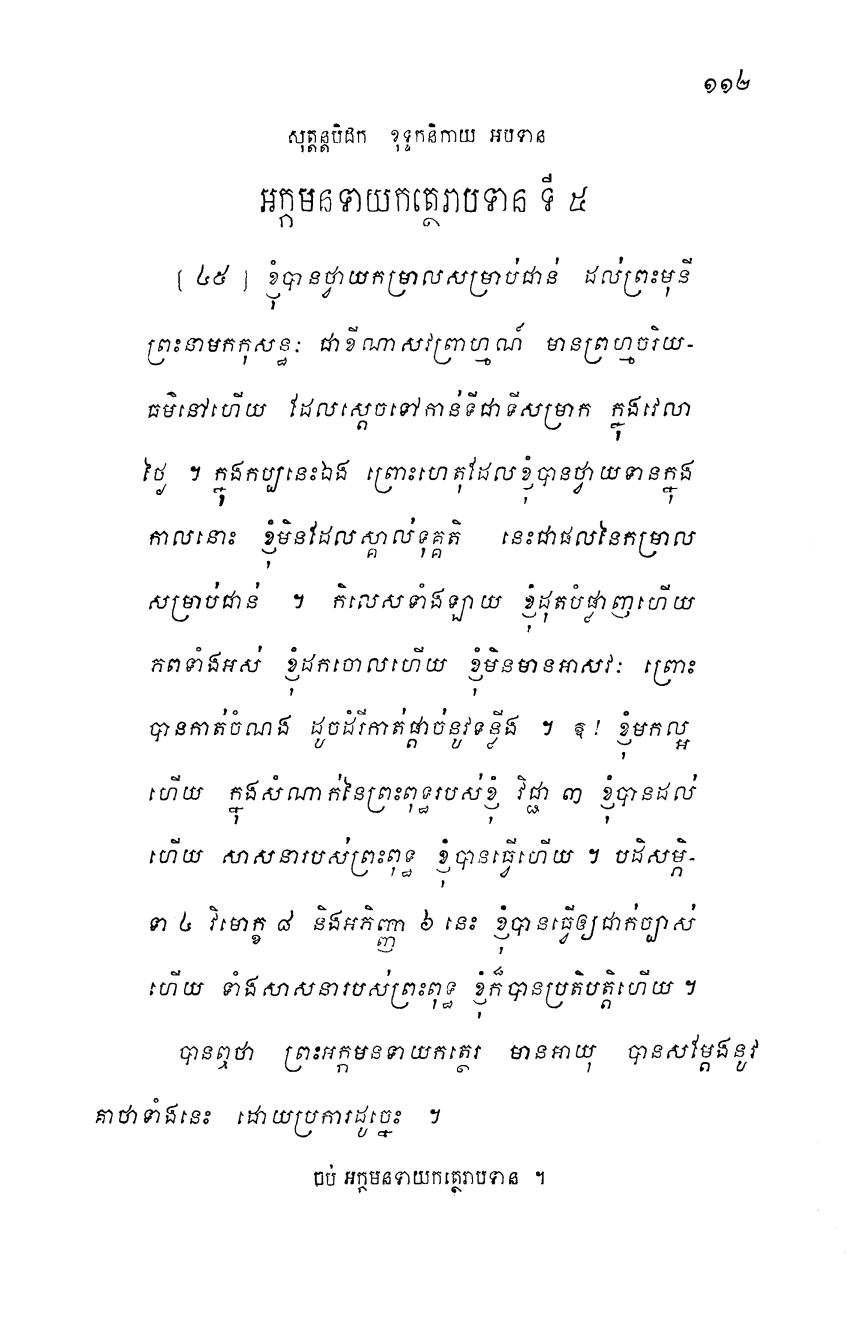 ១១២
សុត្តន្តបិដក ខុទ្ទកនិកាយ អបទាន
អក្កមនទាយកត្ថេរាបទាន ទី ៥
[ ៤៥ ] ខ្ញុំបានថ្វាយកម្រាលសម្រាប់ជាន់ ដល់ព្រះមុនី
ព្រះនាមកកុសន្ធៈ ជាខីណាសវព្រាហ្មណ៍ មានព្រហ្មចរិយ-
ធម៌នៅហើយ ដែលស្តេចទៅកាន់ទីជាទីសម្រាក ក្នុងវេលា
ថ្ងៃ ។ ក្នុងកប្បនេះឯង ព្រោះហេតុដែលខ្ញុំបានថ្វាយទានក្នុង
កាលនោះ ខ្ញុំមិនដែលស្គាល់ទុគ្គតិ នេះជាផលនៃកម្រាល
សម្រាប់ជាន់ ។ កិលេសទាំងឡាយ ខ្ញុំដុតបំផ្លាញហើយ
ភពទាំងអស់ ខ្ញុំដកចោលហើយ ខ្ញុំមិនមានអាសវៈ ព្រោះ
បានកាត់ចំណង ដូចដំរីកាត់ផ្តាច់នូវទន្លីង ។ ឱ! ខ្ញុំមកល្អ
ហើយ ក្នុងសំណាក់នៃព្រះពុទ្ធរបស់ខ្ញុំ វិជ្ជា ៣ ខ្ញុំបានដល់
ហើយ សាសនារបស់ព្រះពុទ្ធ ខ្ញុំបានធ្វើហើយ ។ បដិសម្ភិ-
ទា ៤ វិមោក្ខ ៨ និងអភិញ្ញា ៦ នេះ ខ្ញុំបានធ្វើឲ្យជាក់ច្បាស់
ហើយ ទាំងសាសនារបស់ព្រះពុទ្ធ ខ្ញុំក៏បានប្រតិបត្តិហើយ ។
បានឮថា ព្រះអក្កមនទាយកត្ថេរ មានអាយុ បានសម្តែងនូវ
គាថាទាំងនេះ ដោយប្រការដូច្នេះ ។
ចប់ អក្កមនទាយកត្ថេរាបទាន ។